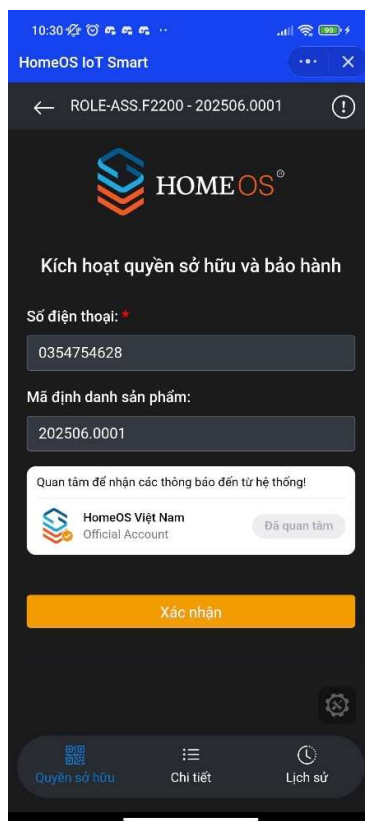 10:30
99
HomeOS IoT Smart
ROLE-ASS.F2200 - 202506.0001
HOMEOS®
Kích hoạt quyền sở hữu và bảo hành
Số điện thoại: *
0354754628
Mã định danh sản phẩm:
202506.0001
Quan tâm để nhận các thông báo đến từ hệ thống!
HomeOS Việt Nam
Official Account
Đã quan tâm
Xác nhận
Quyền sở hữu
Chi tiết
Lịch sử